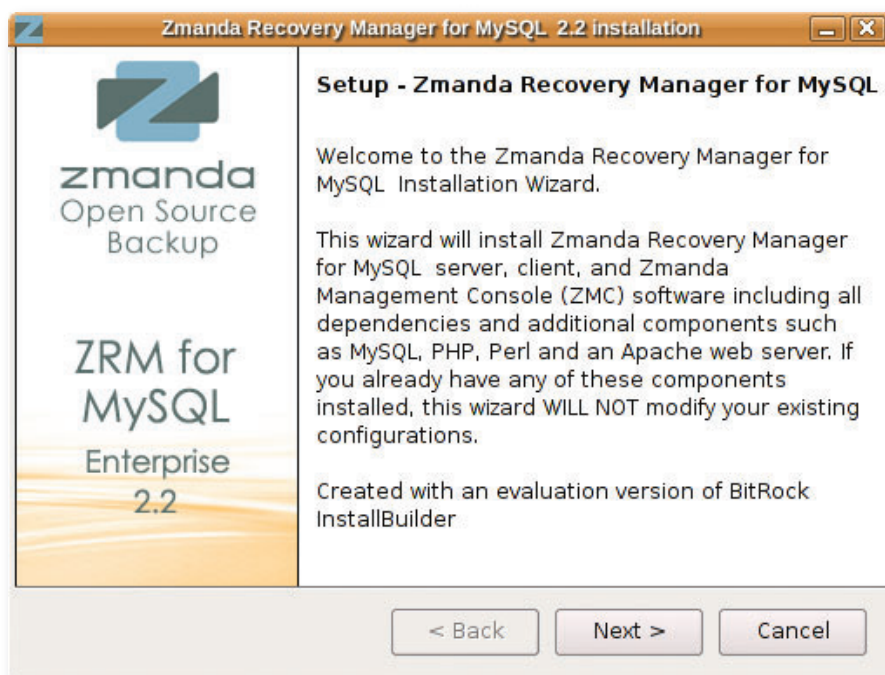 Zmanda Recovery Manager for MySQL 2.2 installation
zmanda
Open Source
Backup
ZRM for
MySQL
Enterprise
2.2
Setup - Zmanda Recovery Manager for MySQL
Welcome to the Zmanda Recovery Manager for
MySQL Installation Wizard.
This wizard will install Zmanda Recovery Manager
for MySQL server, client, and Zmanda
Management Console (ZMC) software including all
dependencies and additional components such
as MySQL, PHP, Perl and an Apache web server. If
you already have any of these components
installed, this wizard WILL NOT modify your existing
configurations.
Created with an evaluation version of BitRock
InstallBuilder
< Back
Next >
Cancel